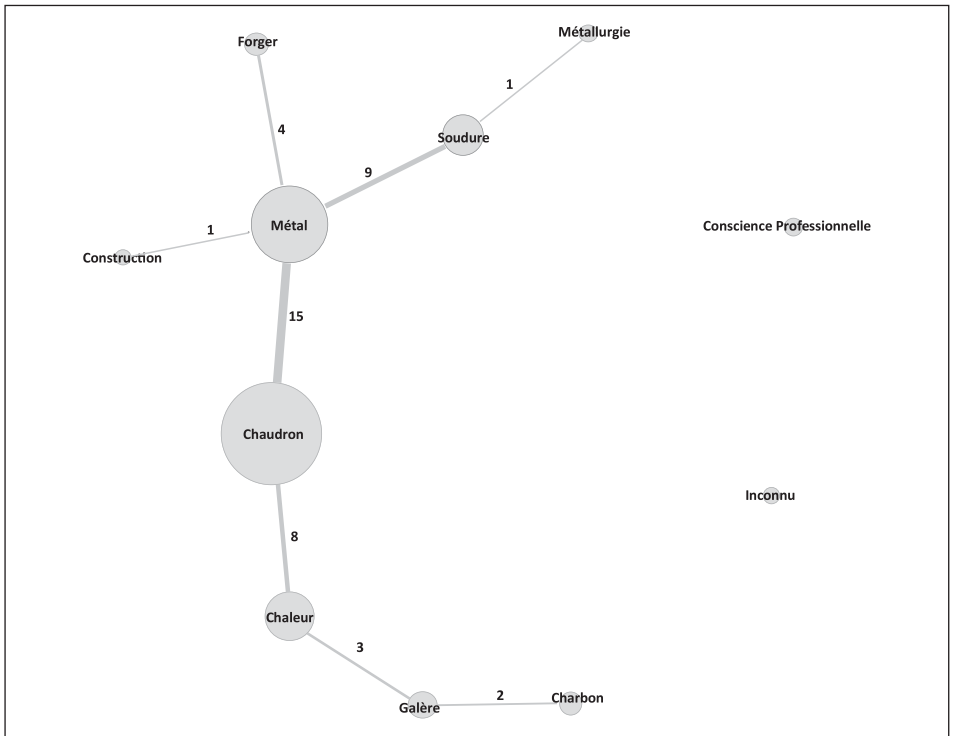 Métallurgie
Forger
1
4
Soudure
9
Métal
Conscience Professionnelle
1
Construction
15
Chaudron
Inconnu
8
Chaleur
3
2
Charbon
Galère